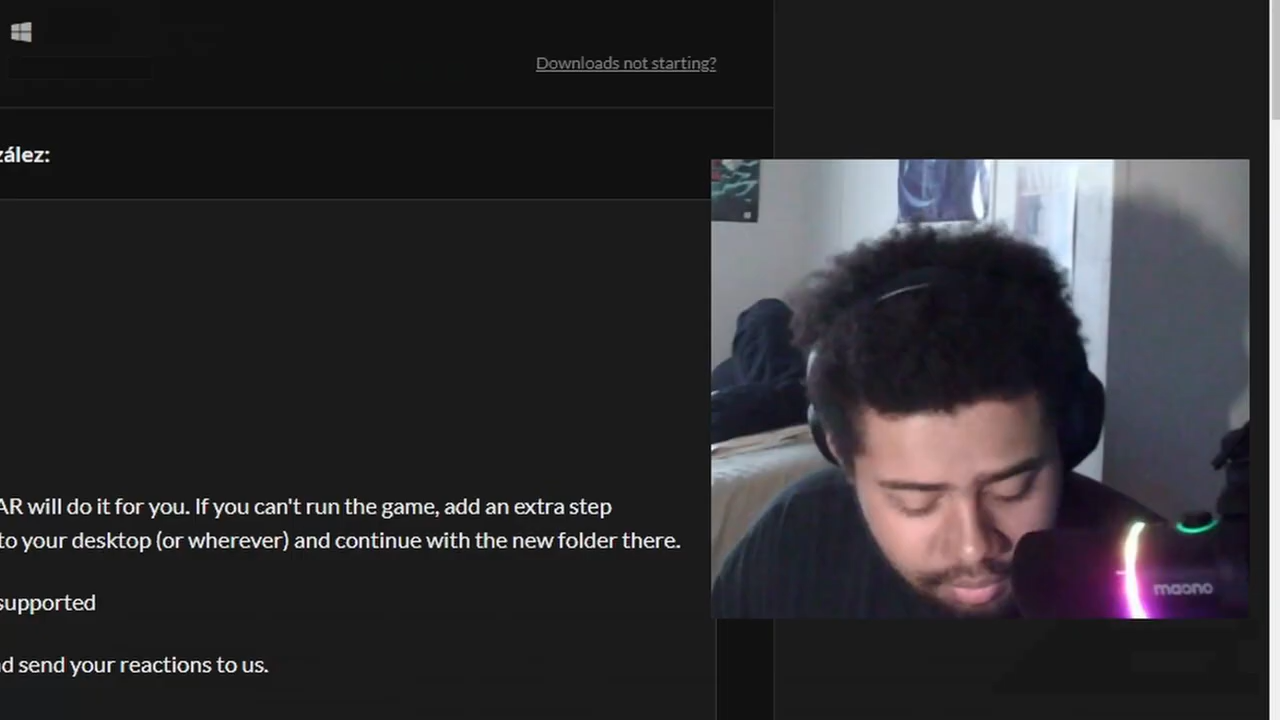 Downloads not starting?
zález:
AR will do it for you. If you can't run the game, add an extra step
to your desktop (or wherever) and continue with the new folder there.
supported
d send your reactions to us.
maono